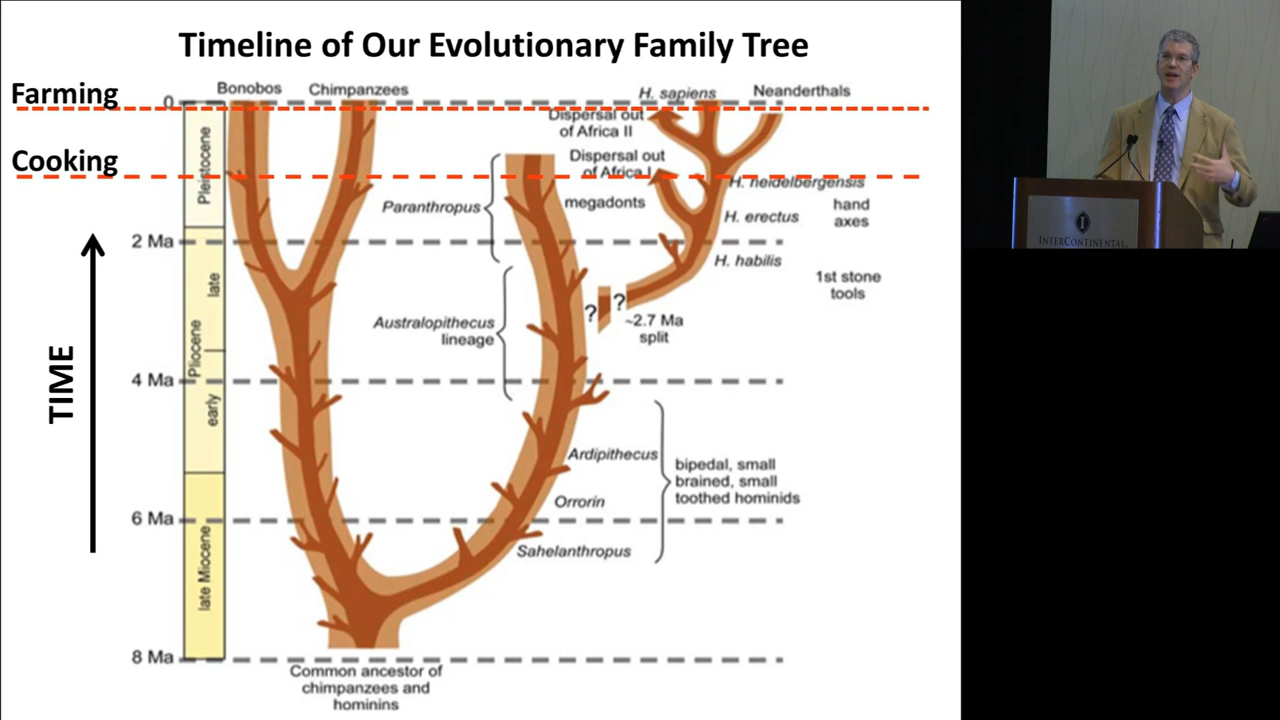 Timeline of Our Evolutionary Family Tree
Farming
Bonobos
Chimpanzees
H. sapiens
Neanderthals
0
Dispersal out
of Africa II
Cooking
Dispersal out
of Africa I
H. heidelbergensis
megadonts
Paranthropus
hand
axes
H. erectus
Pleistocene
2 Ma
H. habilis
1st stone
tools
late
?
?
~2.7 Ma
split
Australopithecus
lineage
Pliocene
TIME
4 Ma
early
Ardipithecus
bipedal, small
brained, small
toothed hominids
Orrorin
6 Ma
Sahelanthropus
late Miocene
8 Ma
Common ancestor of
chimpanzees and
hominins
INTERCONTINENTAL